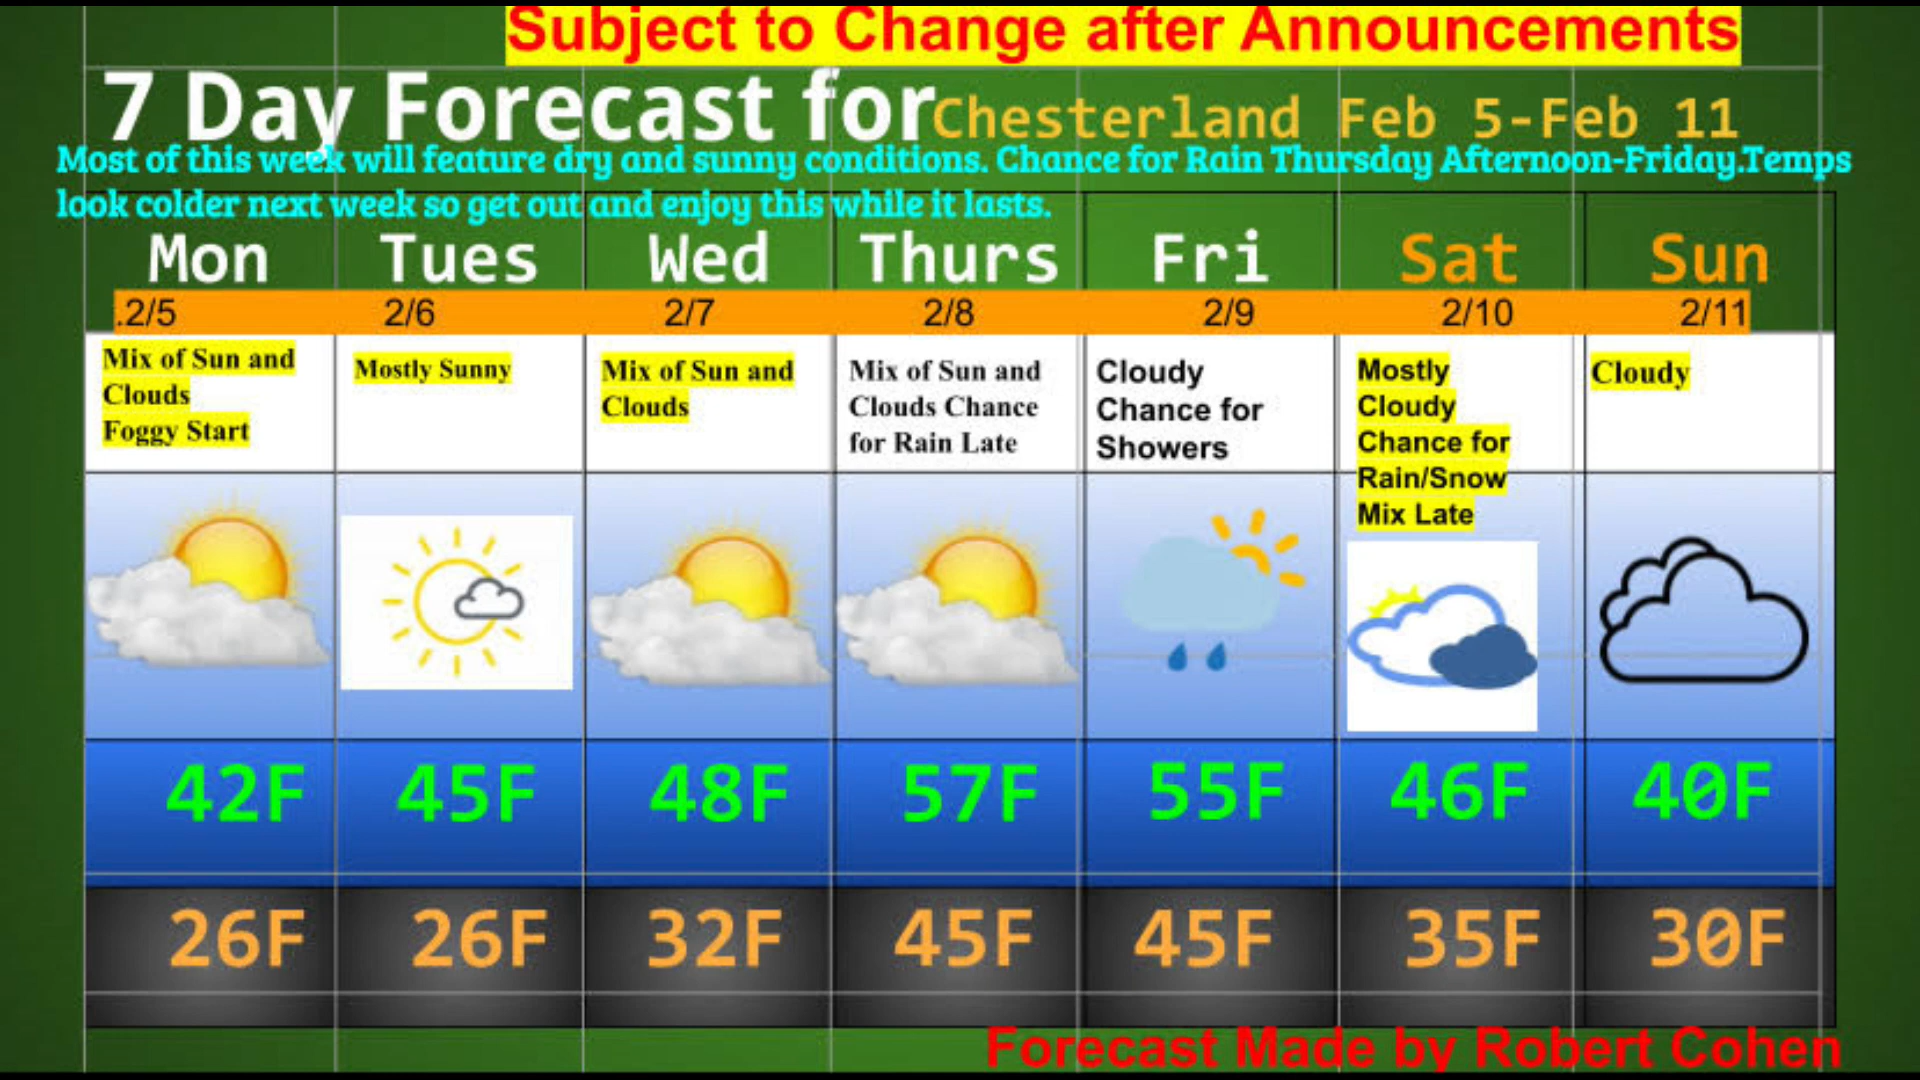 Subject to Change after Announcements
7 Day Forecast for Chesterland Feb 5-Feb 11
Most of this week will feature dry and sunny conditions. Chance for Rain Thursday Afternoon-Friday.Temps
look colder next week so get out and enjoy this while it lasts.
Mon Tues Wed Thurs Fri Sat Sun
.2/5 2/6 2/7 2/8 2/9 2/10 2/11
Mix of Sun and
Clouds
Foggy Start
Mostly Sunny
Mix of Sun and
Clouds
Mix of Sun and
Clouds Chance
for Rain Late
Cloudy
Chance for
Showers
Mostly
Cloudy
Chance for
Rain/Snow
Mix Late
Cloudy
42F 45F 48F 57F 55F 46F 40F
26F 26F 32F 45F 45F 35F 30F
Forecast Made by Robert Cohen